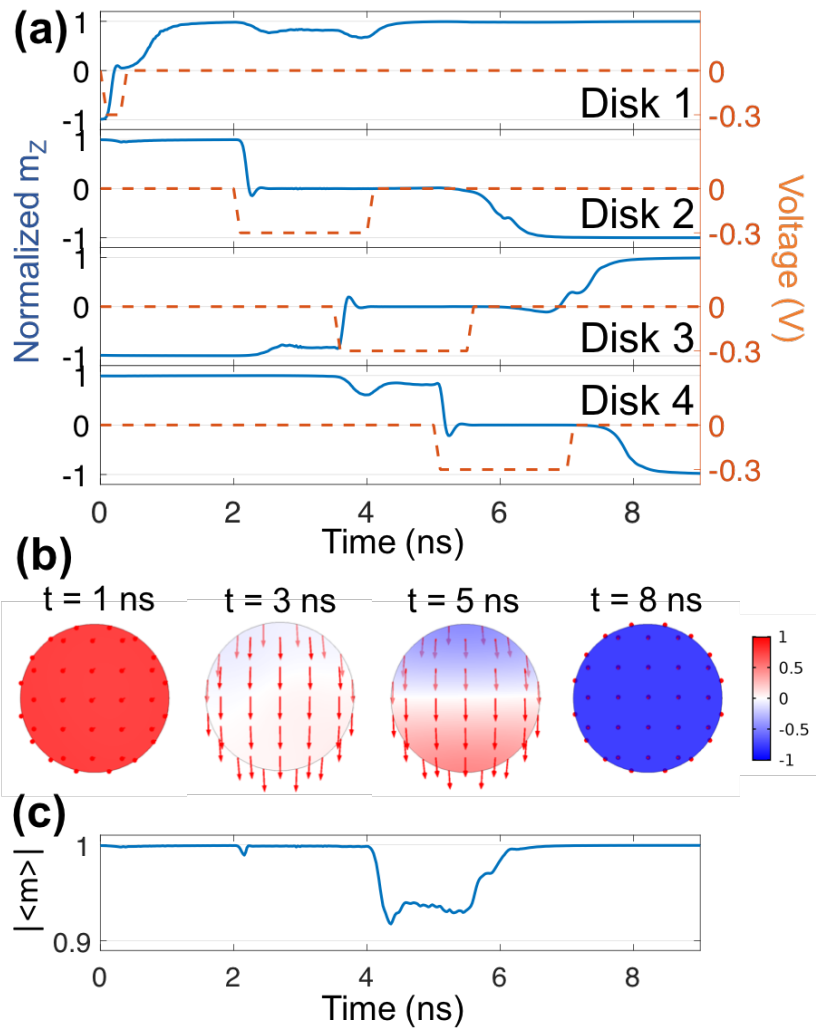 (a)
Normalized mz
Voltage (V)
1
0
-1
0
-0.3
Disk 1
1
0
-1
0
-0.3
Disk 2
1
0
-1
0
-0.3
Disk 3
1
0
-1
0
-0.3
Disk 4
0 2 4 6 8
Time (ns)
(b)
t = 1 ns t = 3 ns t = 5 ns t = 8 ns
1
0.5
0
-0.5
-1
(c)
|<m>|
1
0.9
0 2 4 6 8
Time (ns)